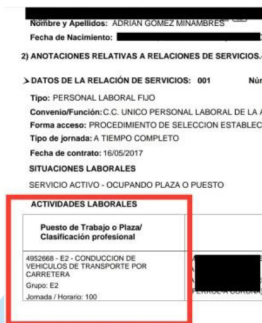 Nombre y Apellidos: ADRIAN GOMEZ MIÑAMBRES
Fecha de Nacimiento:
2) ANOTACIONES RELATIVAS A RELACIONES DE SERVICIOS.
DATOS DE LA RELACIÓN DE SERVICIOS: 001 Núm
Tipo: PERSONAL LABORAL FIJO
Convenio/Función: C.C. UNICO PERSONAL LABORAL DE LA A
Forma acceso: PROCEDIMIENTO DE SELECCION ESTABLEC
Tipo de jornada: A TIEMPO COMPLETO
Fecha de contrato: 16/05/2017
SITUACIONES LABORALES
SERVICIO ACTIVO - OCUPANDO PLAZA O PUESTO
ACTIVIDADES LABORALES
Puesto de Trabajo o Plaza/
Clasificación profesional
4952668 - E2 - CONDUCCION DE
VEHICULOS DE TRANSPORTE POR
CARRETERA
Grupo: E2
Jornada / Horario: 100